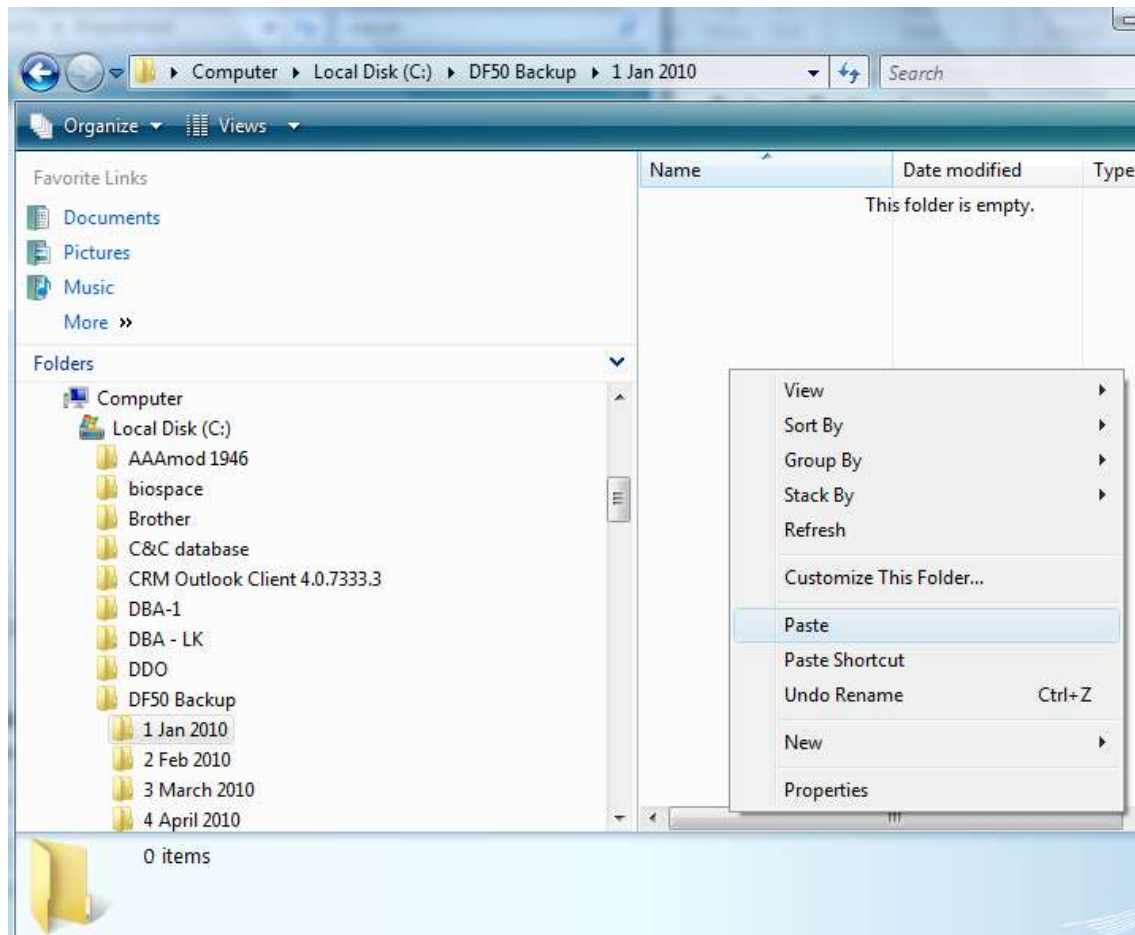 Computer ▸ Local Disk (C:) ▸ DF50 Backup ▸ 1 Jan 2010
Search
Organize
Views
Favorite Links
Documents
Pictures
Music
More »
Folders
Computer
Local Disk (C:)
AAAmod 1946
biospace
Brother
C&C database
CRM Outlook Client 4.0.7333.3
DBA-1
DBA - LK
DDO
DF50 Backup
1 Jan 2010
2 Feb 2010
3 March 2010
4 April 2010
Name Date modified Type
This folder is empty.
View
Sort By
Group By
Stack By
Refresh
Customize This Folder...
Paste
Paste Shortcut
Undo Rename Ctrl+Z
New
Properties
0 items